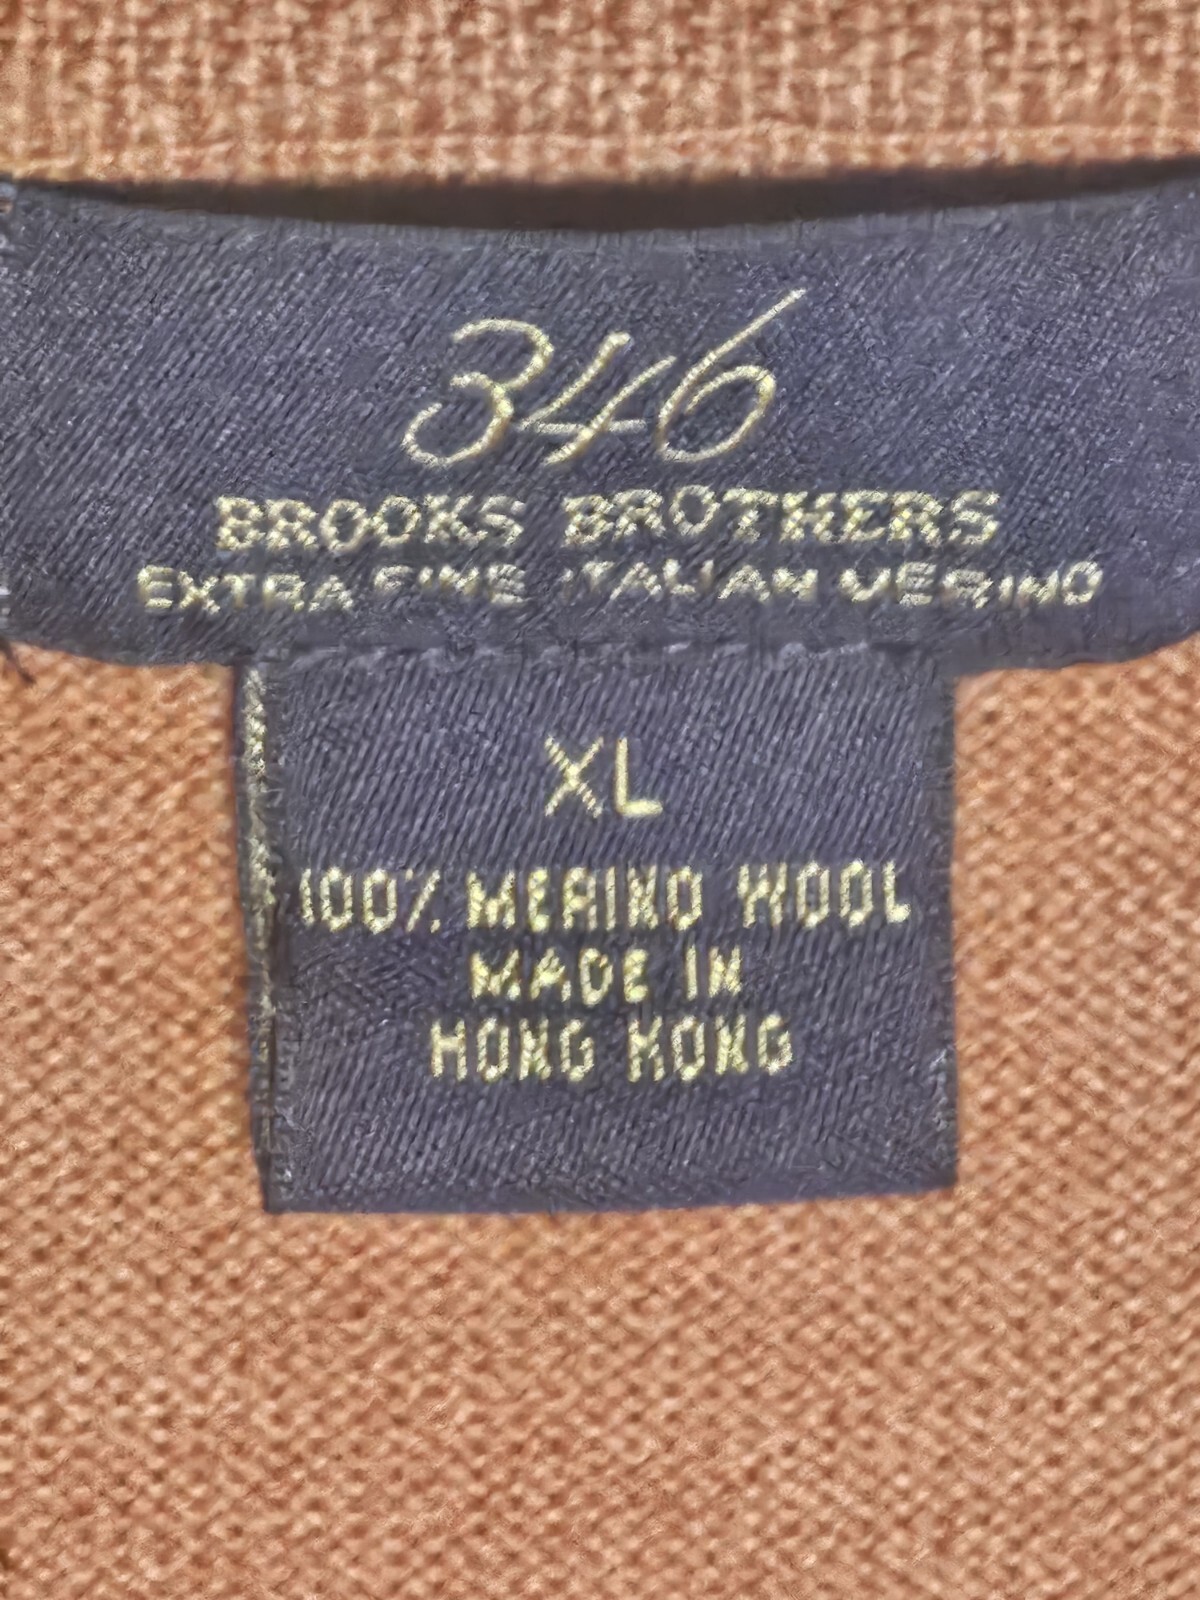 346
BROOKS BROTHERS
EXTRA FINE ITALIAN MERINO
XL
100% MERINO WOOL
MADE IN
HONG KONG